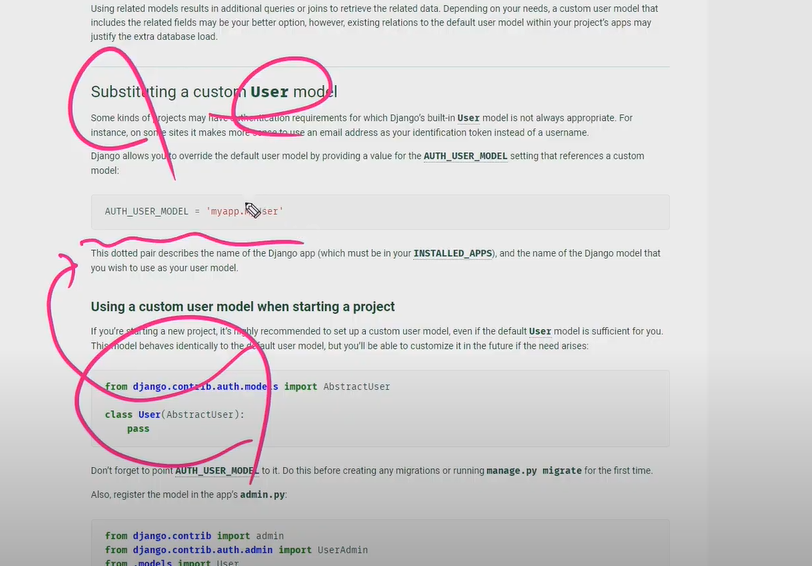 Using related models results in additional queries or joins to retrieve the related data. Depending on your needs, a custom user model that
includes the related fields may be your better option, however, existing relations to the default user model within your project's apps may
justify the extra database load.
Substituting a custom User model
Some kinds of projects may have authentication requirements for which Django's built-in User model is not always appropriate. For
instance, on some sites it makes more sense to use an email address as your identification token instead of a username.
Django allows you to override the default user model by providing a value for the AUTH_USER_MODEL setting that references a custom
model:
AUTH_USER_MODEL = 'myapp.MyUser'
This dotted pair describes the name of the Django app (which must be in your INSTALLED_APPS), and the name of the Django model that
you wish to use as your user model.
Using a custom user model when starting a project
If you're starting a new project, it's highly recommended to set up a custom user model, even if the default User model is sufficient for you.
This model behaves identically to the default user model, but you'll be able to customize it in the future if the need arises:
from django.contrib.auth.models import AbstractUser
class User(AbstractUser):
pass
Don't forget to point AUTH_USER_MODEL to it. Do this before creating any migrations or running manage.py migrate for the first time.
Also, register the model in the app's admin.py:
from django.contrib import admin
from django.contrib.auth.admin import UserAdmin
from .models import User